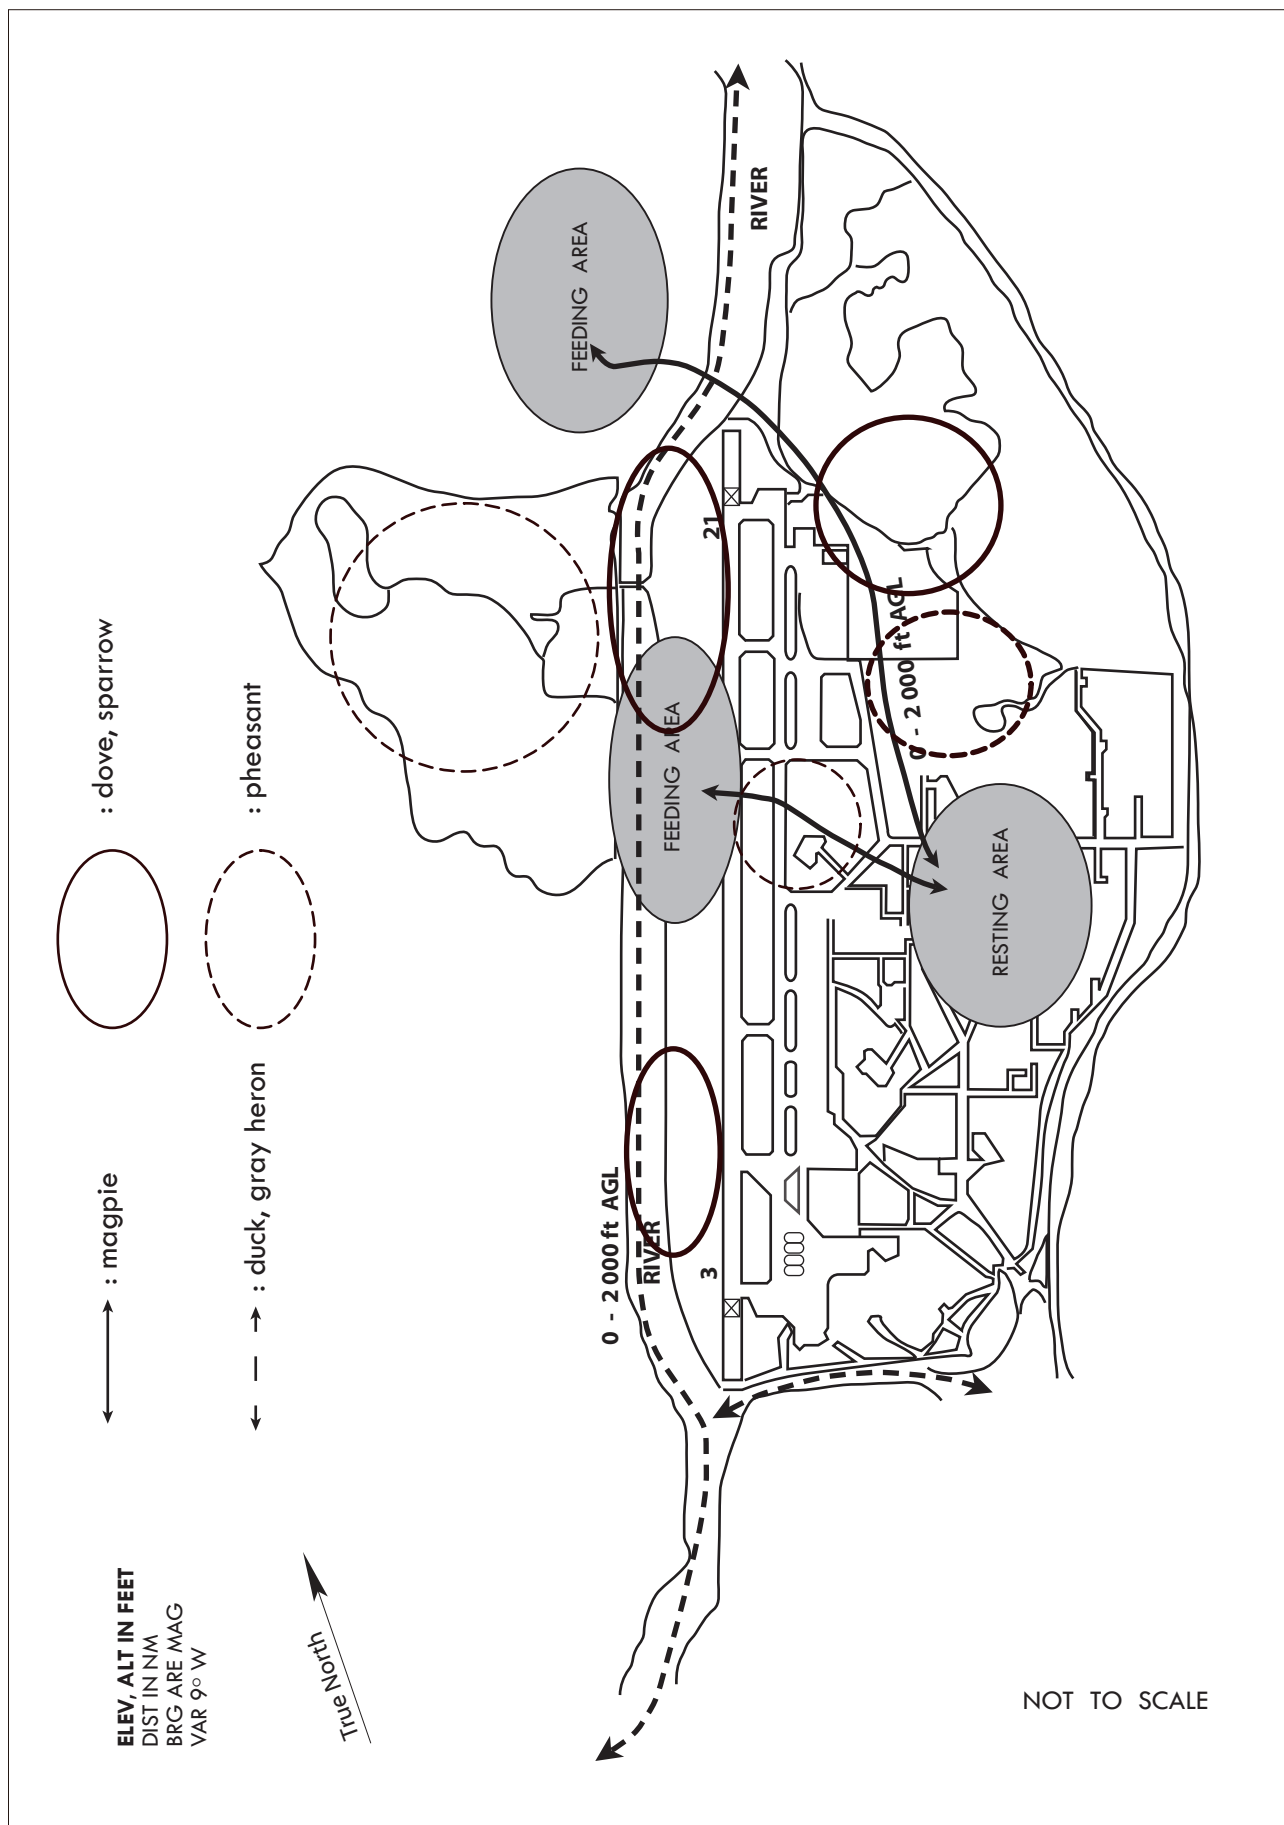 ELEV, ALT IN FEET
DIST IN NM
BRG ARE MAG
VAR 9° W
True North
: magpie
: dove, sparrow
: duck, gray heron
: pheasant
FEEDING AREA
RIVER
0 - 2 000 ft AGL
RIVER
FEEDING AREA
3
21
0 - 2 000 ft AGL
RESTING AREA
NOT TO SCALE